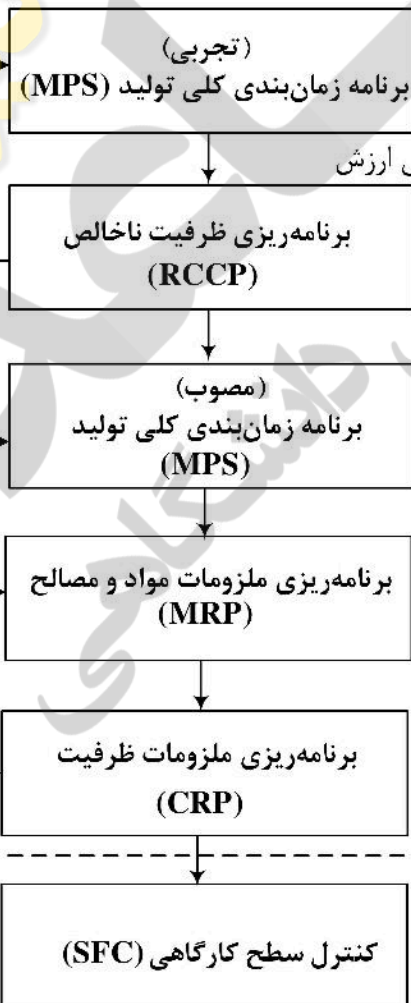 (تجربی)
برنامه زمان‌بندی کلی تولید (MPS)
ارزش
برنامه‌ریزی ظرفیت ناخالص
(RCCP)
(مصوب)
برنامه زمان‌بندی کلی تولید
(MPS)
برنامه‌ریزی ملزومات مواد و مصالح
(MRP)
برنامه‌ریزی ملزومات ظرفیت
(CRP)
کنترل سطح کارگاهی (SFC)